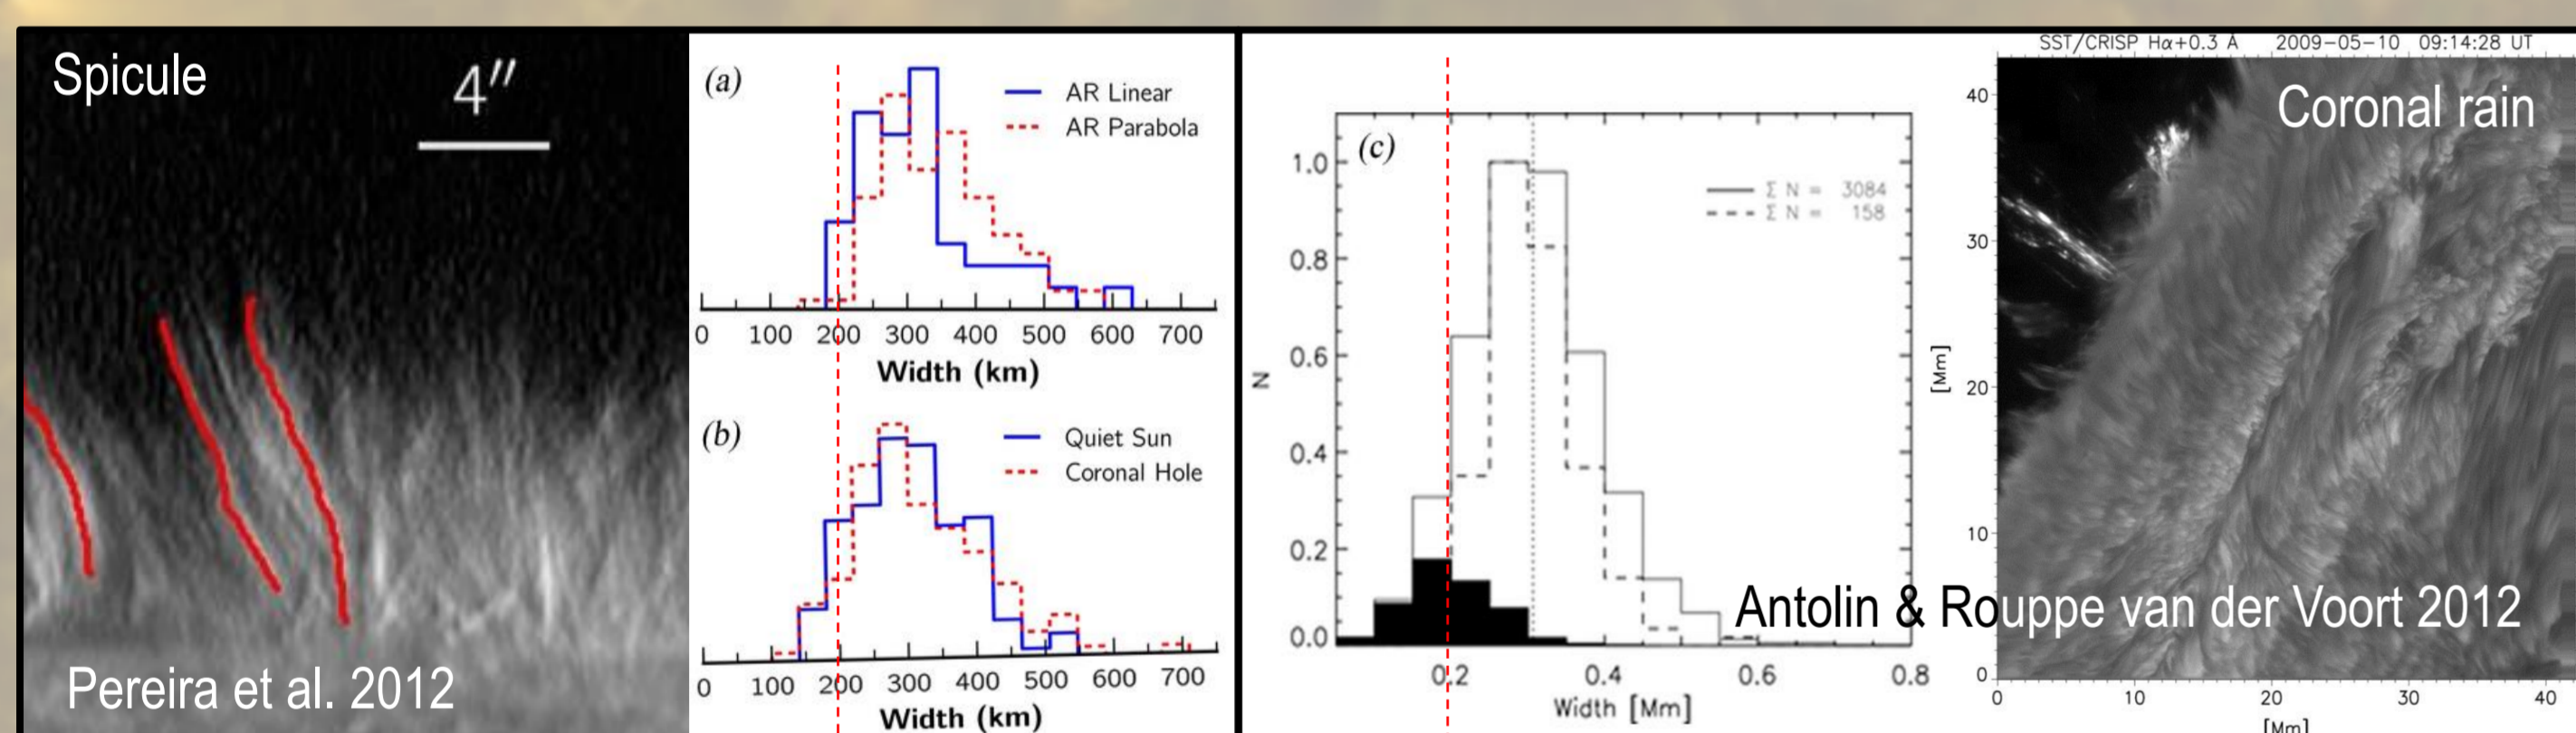 Spicule
4″
Pereira et al. 2012
(a)
AR Linear
AR Parabola
0 100 200 300 400 500 600 700
Width (km)
(b)
Quiet Sun
Coronal Hole
0 100 200 300 400 500 600 700
Width (km)
(c)
Σ N = 3084
Σ N = 158
1.0
0.8
0.6
0.4
0.2
0.0
N
0.2 0.4 0.6 0.8
Width [Mm]
Antolin & Rouppe van der Voort 2012
SST/CRISP Hα+0.3 Å 2009-05-10 09:14:28 UT
Coronal rain
40
30
20
10
0
[Mm]
0 10 20 30 40
[Mm]